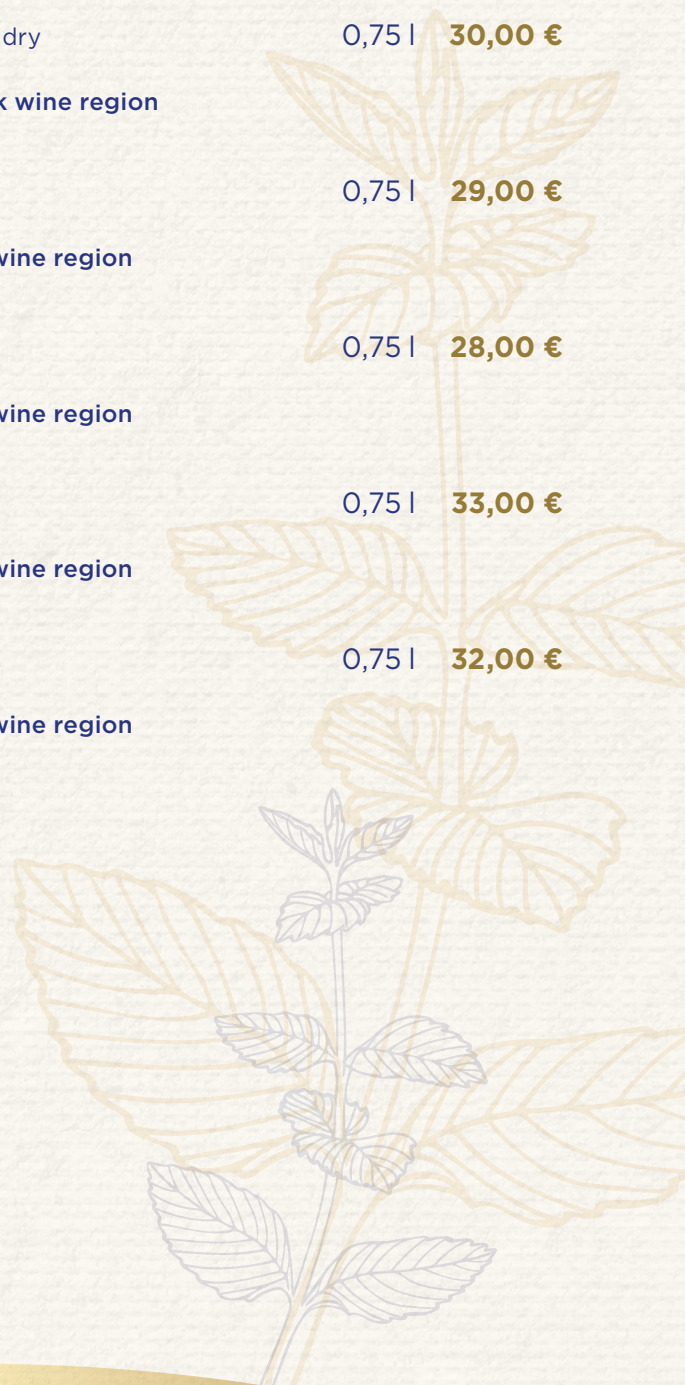 dry 0,75 l 30,00 €
wine region
0,75 l 29,00 €
wine region
0,75 l 28,00 €
wine region
0,75 l 33,00 €
wine region
0,75 l 32,00 €
wine region